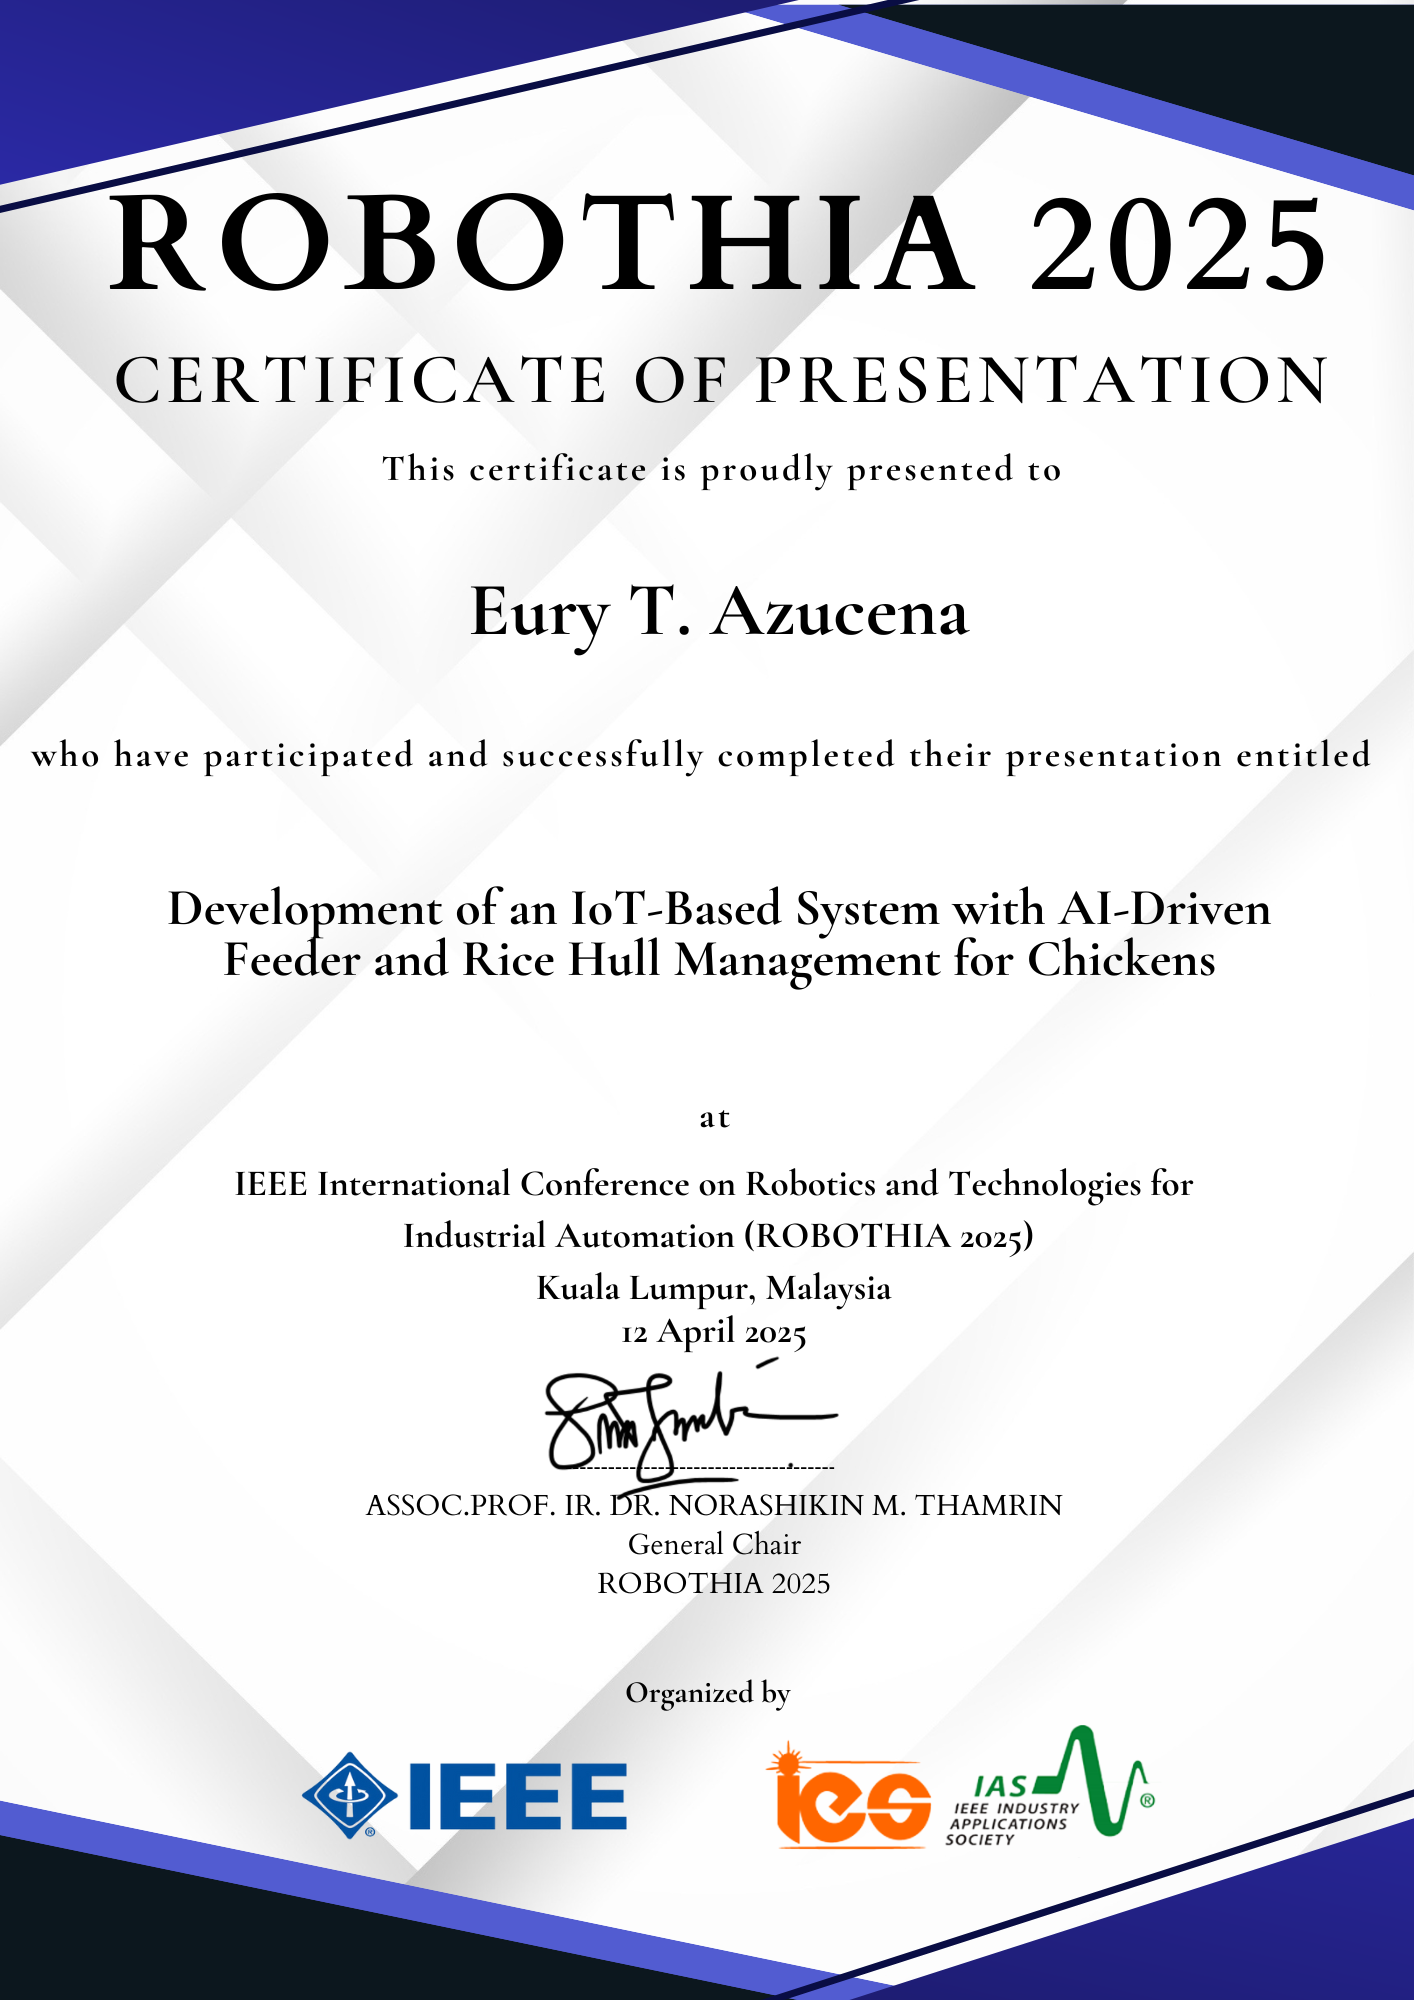 ROBOTHIA 2025
CERTIFICATE OF PRESENTATION
This certificate is proudly presented to
Eury T. Azucena
who have participated and successfully completed their presentation entitled
Development of an IoT-Based System with AI-Driven
Feeder and Rice Hull Management for Chickens
at
IEEE International Conference on Robotics and Technologies for
Industrial Automation (ROBOTHIA 2025)
Kuala Lumpur, Malaysia
12 April 2025
ASSOC.PROF. IR. DR. NORASHIKIN M. THAMRIN
General Chair
ROBOTHIA 2025
Organized by
IEEE ®
ies
IAS ®
IEEE INDUSTRY
APPLICATIONS
SOCIETY